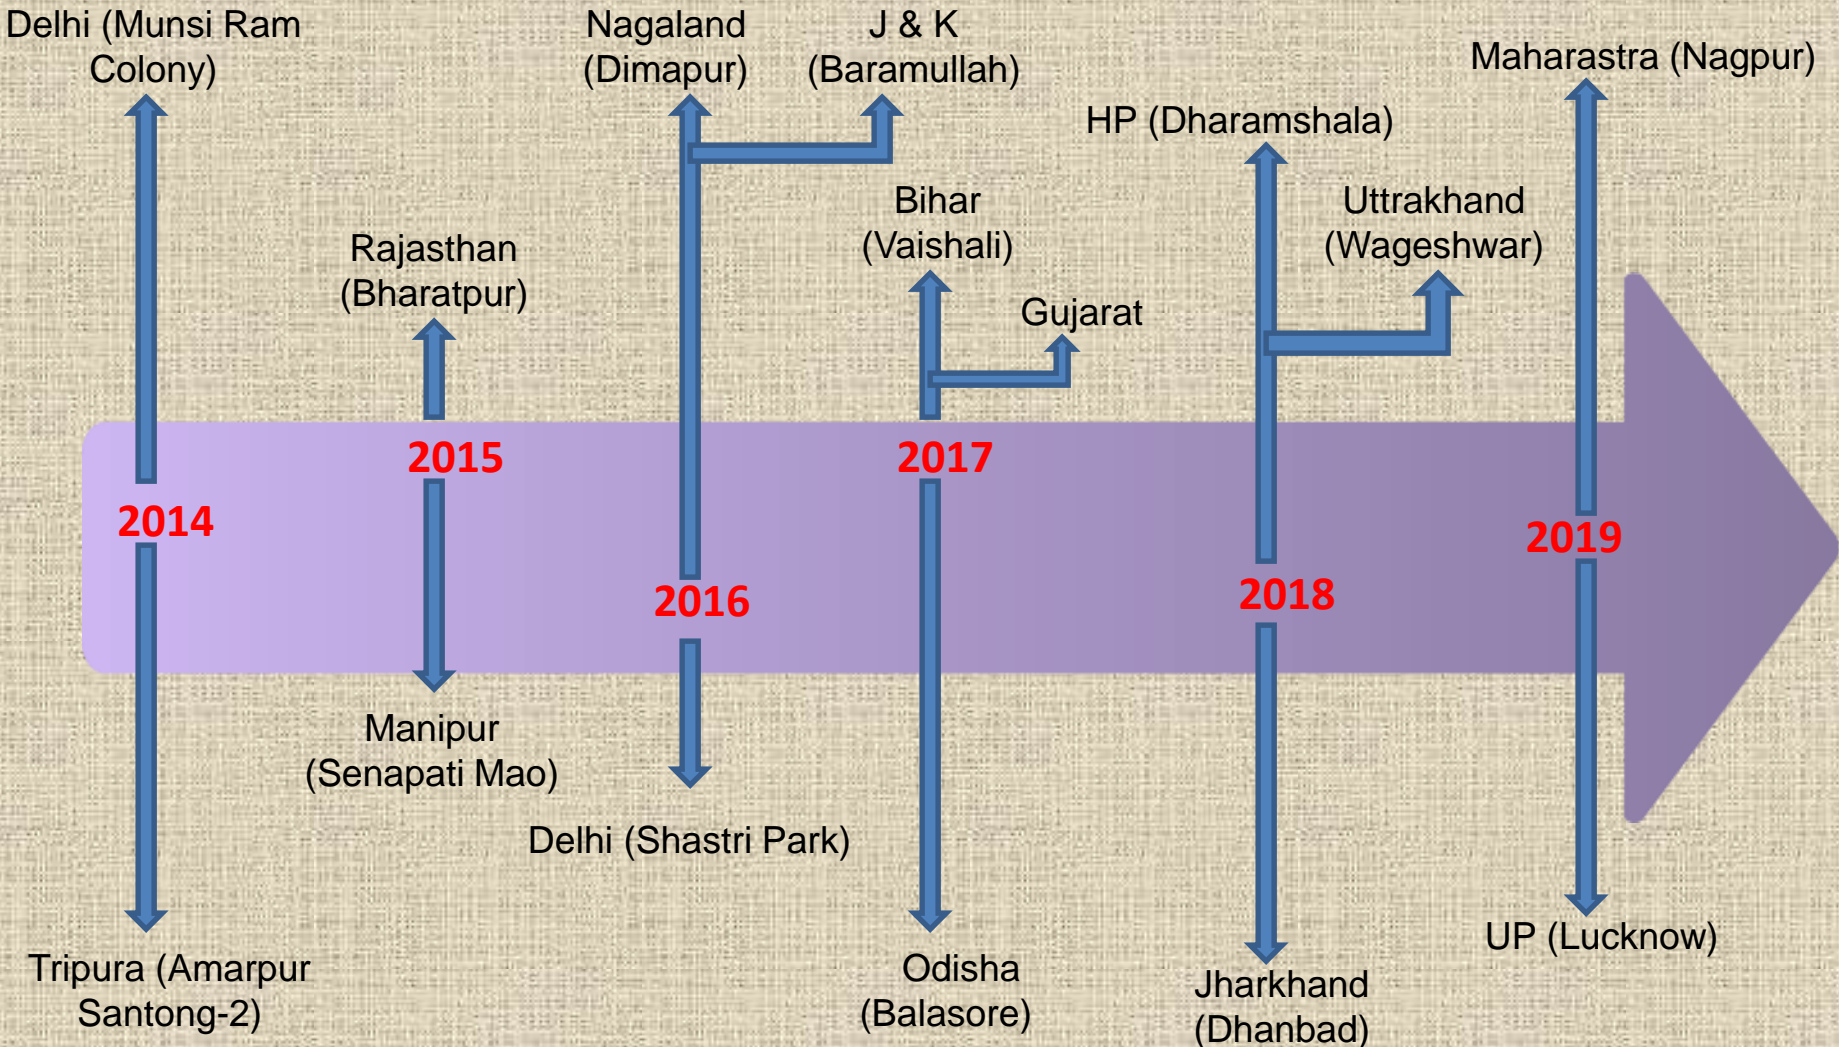 Delhi (Munsi Ram
Colony)
Nagaland
(Dimapur)
J & K
(Baramullah)
Maharastra (Nagpur)
HP (Dharamshala)
Bihar
(Vaishali)
Uttrakhand
(Wageshwar)
Rajasthan
(Bharatpur)
Gujarat
2014
2015
2016
2017
2018
2019
Manipur
(Senapati Mao)
Delhi (Shastri Park)
Tripura (Amarpur
Santong-2)
Odisha
(Balasore)
Jharkhand
(Dhanbad)
UP (Lucknow)